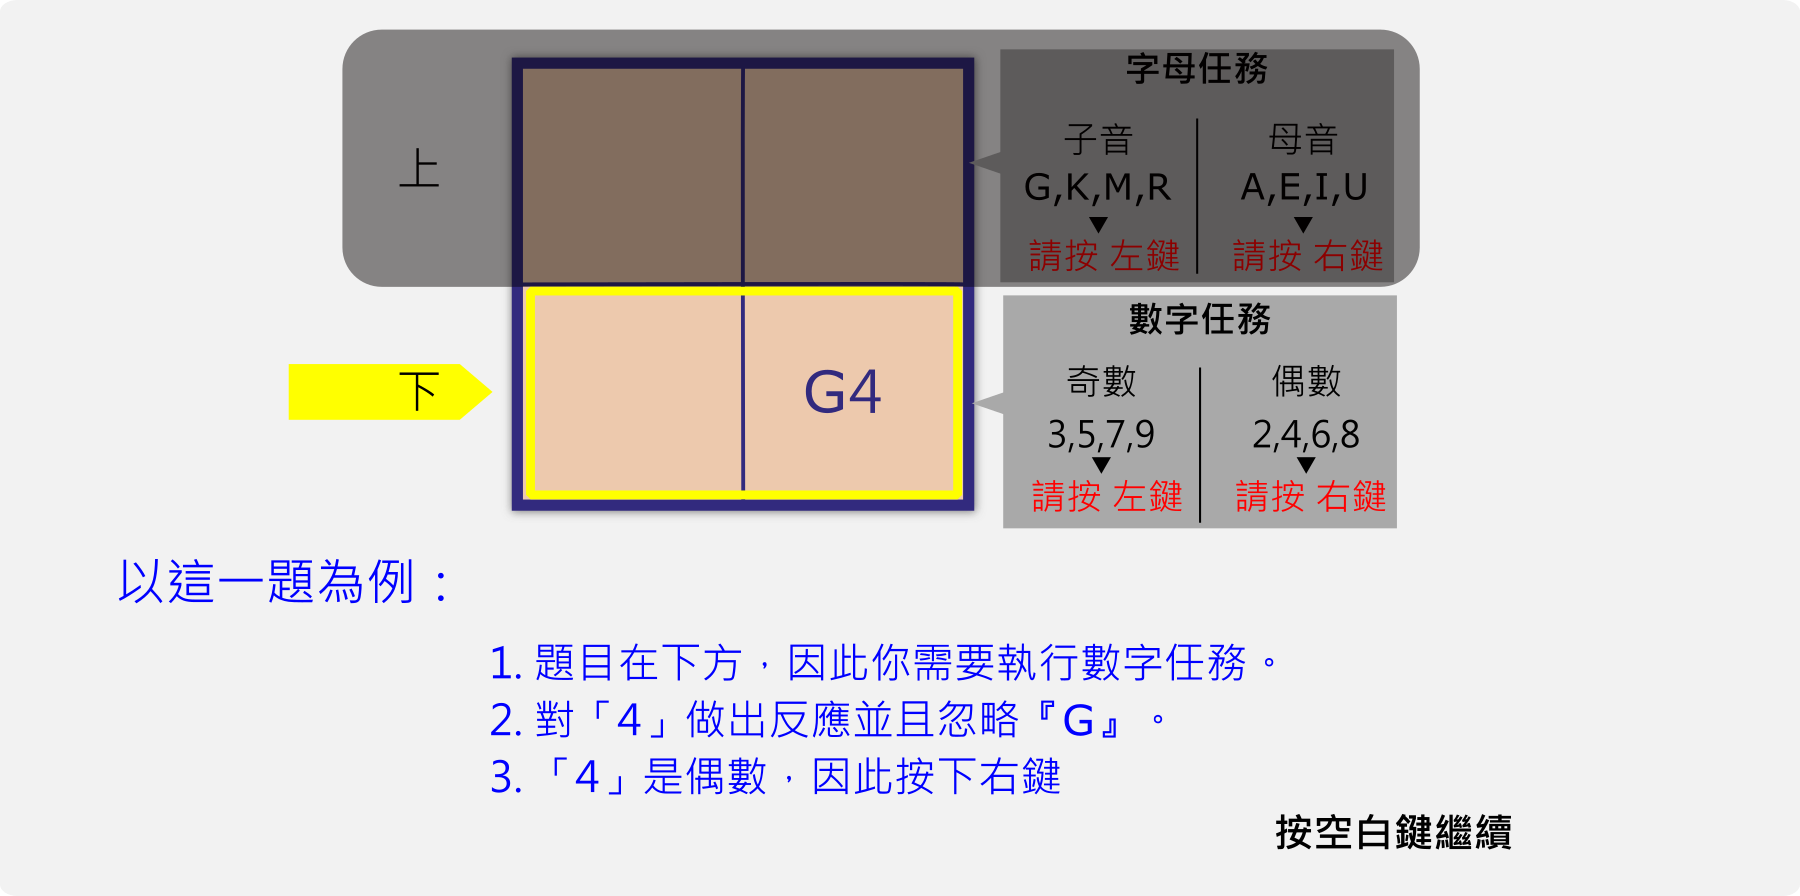 上
字母任務
子音
G,K,M,R
請按 左鍵
母音
A,E,I,U
請按 右鍵
下
G4
數字任務
奇數
3,5,7,9
請按 左鍵
偶數
2,4,6,8
請按 右鍵
以這一題為例：
1. 題目在下方，因此你需要執行數字任務。
2. 對「4」做出反應並且忽略『G』。
3. 「4」是偶數，因此按下右鍵
按空白鍵繼續